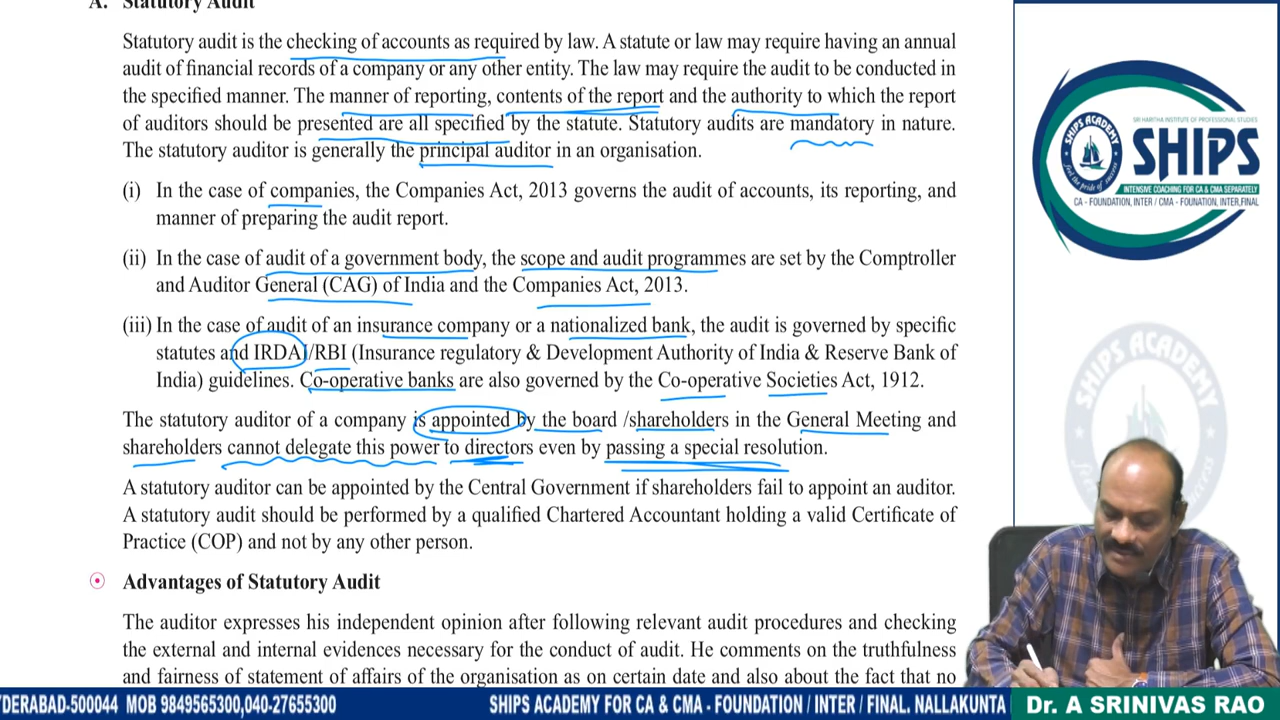 A. Statutory Audit
Statutory audit is the checking of accounts as required by law. A statute or law may require having an annual
audit of financial records of a company or any other entity. The law may require the audit to be conducted in
the specified manner. The manner of reporting, contents of the report and the authority to which the report
of auditors should be presented are all specified by the statute. Statutory audits are mandatory in nature.
The statutory auditor is generally the principal auditor in an organisation.
(i) In the case of companies, the Companies Act, 2013 governs the audit of accounts, its reporting, and
manner of preparing the audit report.
(ii) In the case of audit of a government body, the scope and audit programmes are set by the Comptroller
and Auditor General (CAG) of India and the Companies Act, 2013.
(iii) In the case of audit of an insurance company or a nationalized bank, the audit is governed by specific
statutes and IRDA/RBI (Insurance regulatory & Development Authority of India & Reserve Bank of
India) guidelines. Co-operative banks are also governed by the Co-operative Societies Act, 1912.
The statutory auditor of a company is appointed by the board /shareholders in the General Meeting and
shareholders cannot delegate this power to directors even by passing a special resolution.
A statutory auditor can be appointed by the Central Government if shareholders fail to appoint an auditor.
A statutory audit should be performed by a qualified Chartered Accountant holding a valid Certificate of
Practice (COP) and not by any other person.
Advantages of Statutory Audit
The auditor expresses his independent opinion after following relevant audit procedures and checking
the external and internal evidences necessary for the conduct of audit. He comments on the truthfulness
and fairness of statement of affairs of the organisation as on certain date and also about the fact that no
SRI HARITHA INSTITUTE OF PROFESSIONAL STUDIES
SHIPS ACADEMY
feel the pride of success
SHIPS
INTENSIVE COACHING FOR CA & CMA SEPARATELY
CA - FOUNDATION, INTER / CMA - FOUNATION, INTER,FINAL
SHIPS ACADEMY
YDERABAD-500044 MOB 9849565300,040-27655300
SHIPS ACADEMY FOR CA & CMA - FOUNDATION / INTER / FINAL. NALLAKUNTA
Dr. A SRINIVAS RAO